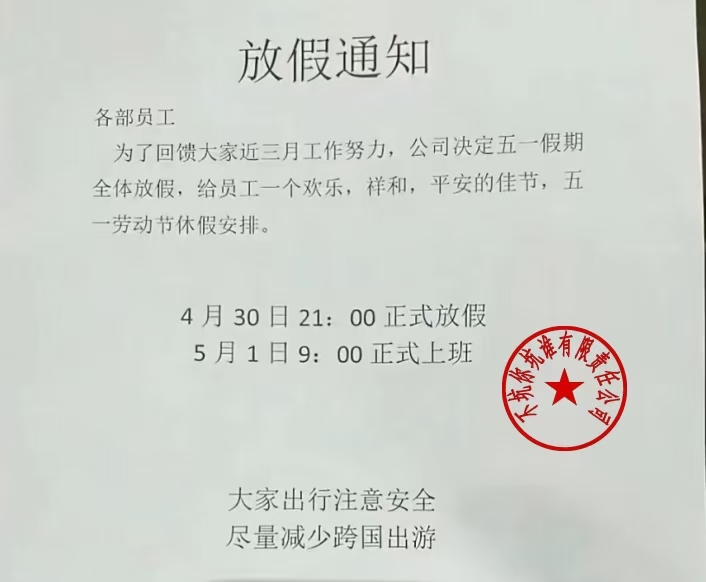 放假通知
各部员工
为了回馈大家近三月工作努力，公司决定五一假期
全体放假，给员工一个欢乐，祥和，平安的佳节，五
一劳动节休假安排。
4 月 30 日 21：00 正式放假
5 月 1 日 9：00 正式上班
不坑你坑谁有限责任公司
大家出行注意安全
尽量减少跨国出游